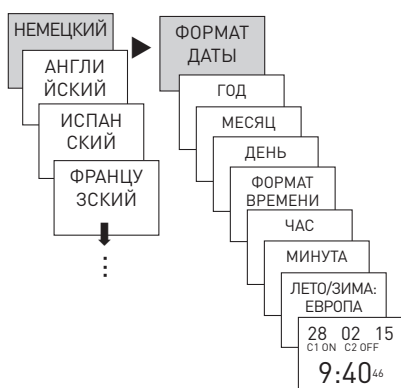 НЕМЕЦКИЙ
АНГЛИ
ЙСКИЙ
ИСПАН
СКИЙ
ФРАНЦУ
ЗСКИЙ
ФОРМАТ
ДАТЫ
ГОД
МЕСЯЦ
ДЕНЬ
ФОРМАТ
ВРЕМЕНИ
ЧАС
МИНУТА
ЛЕТО/ЗИМА:
ЕВРОПА
28 02 15
C1 ON C2 OFF
9:40 46